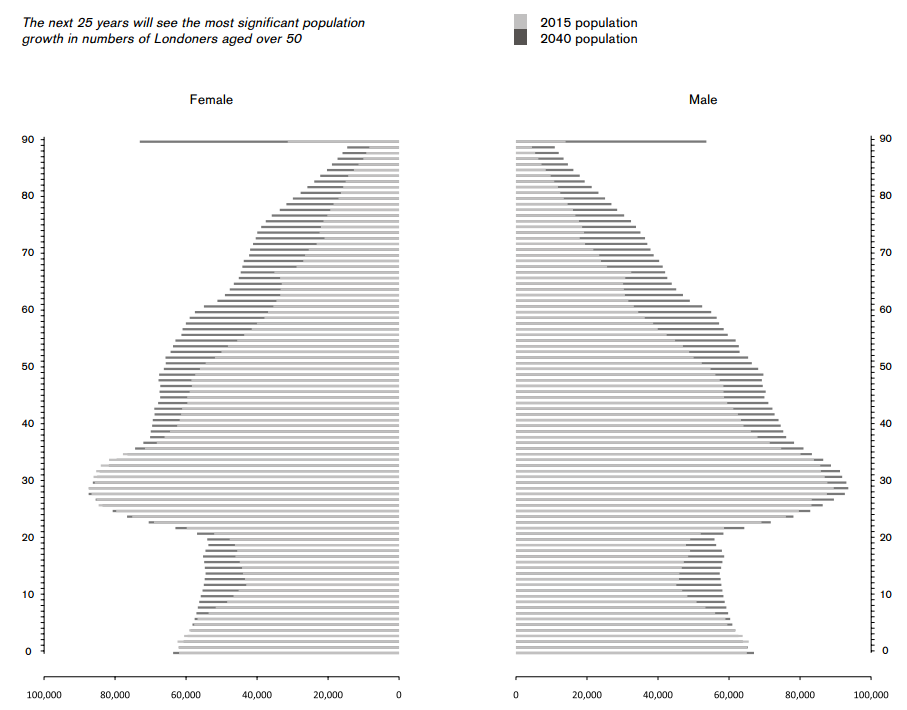 The next 25 years will see the most significant population
growth in numbers of Londoners aged over 50
2015 population
2040 population
Female
Male
90
80
70
60
50
40
30
20
10
0
90
80
70
60
50
40
30
20
10
0
100,000 80,000 60,000 40,000 20,000 0
0 20,000 40,000 60,000 80,000 100,000